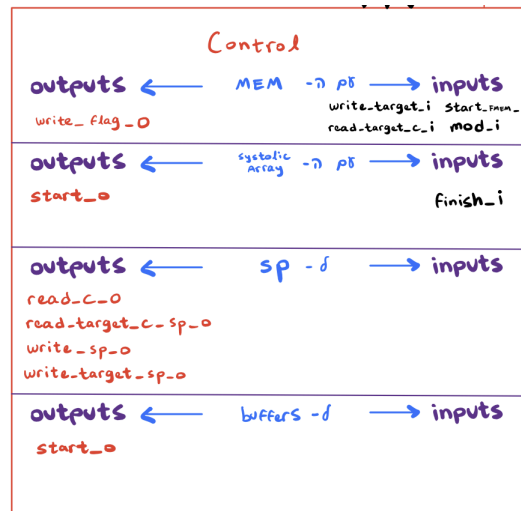 Control
outputs ← MEM -עם ה → inputs
write_flag_o write_target_i start_FMEM_
read_target_c_i mod_i
outputs ← systolic Array -עם ה → inputs
start_o finish_i
outputs ← sp -ל → inputs
read_c_o
read_target_c_sp_o
write_sp_o
write_target_sp_o
outputs ← buffers -ל → inputs
start_o